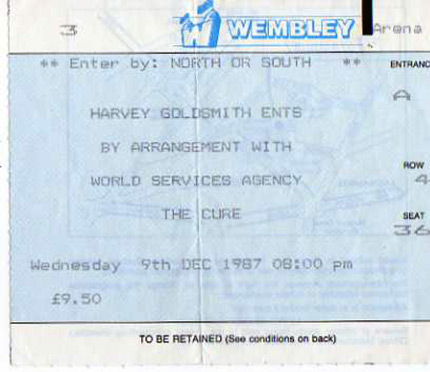 3 WEMBLEY Arena
** Enter by: NORTH OR SOUTH ** ENTRANC
A
HARVEY GOLDSMITH ENTS
BY ARRANGEMENT WITH
WORLD SERVICES AGENCY
ROW
4
THE CURE
SEAT
36
Wednesday 9th DEC 1987 08:00 pm
£9.50
TO BE RETAINED (See conditions on back)